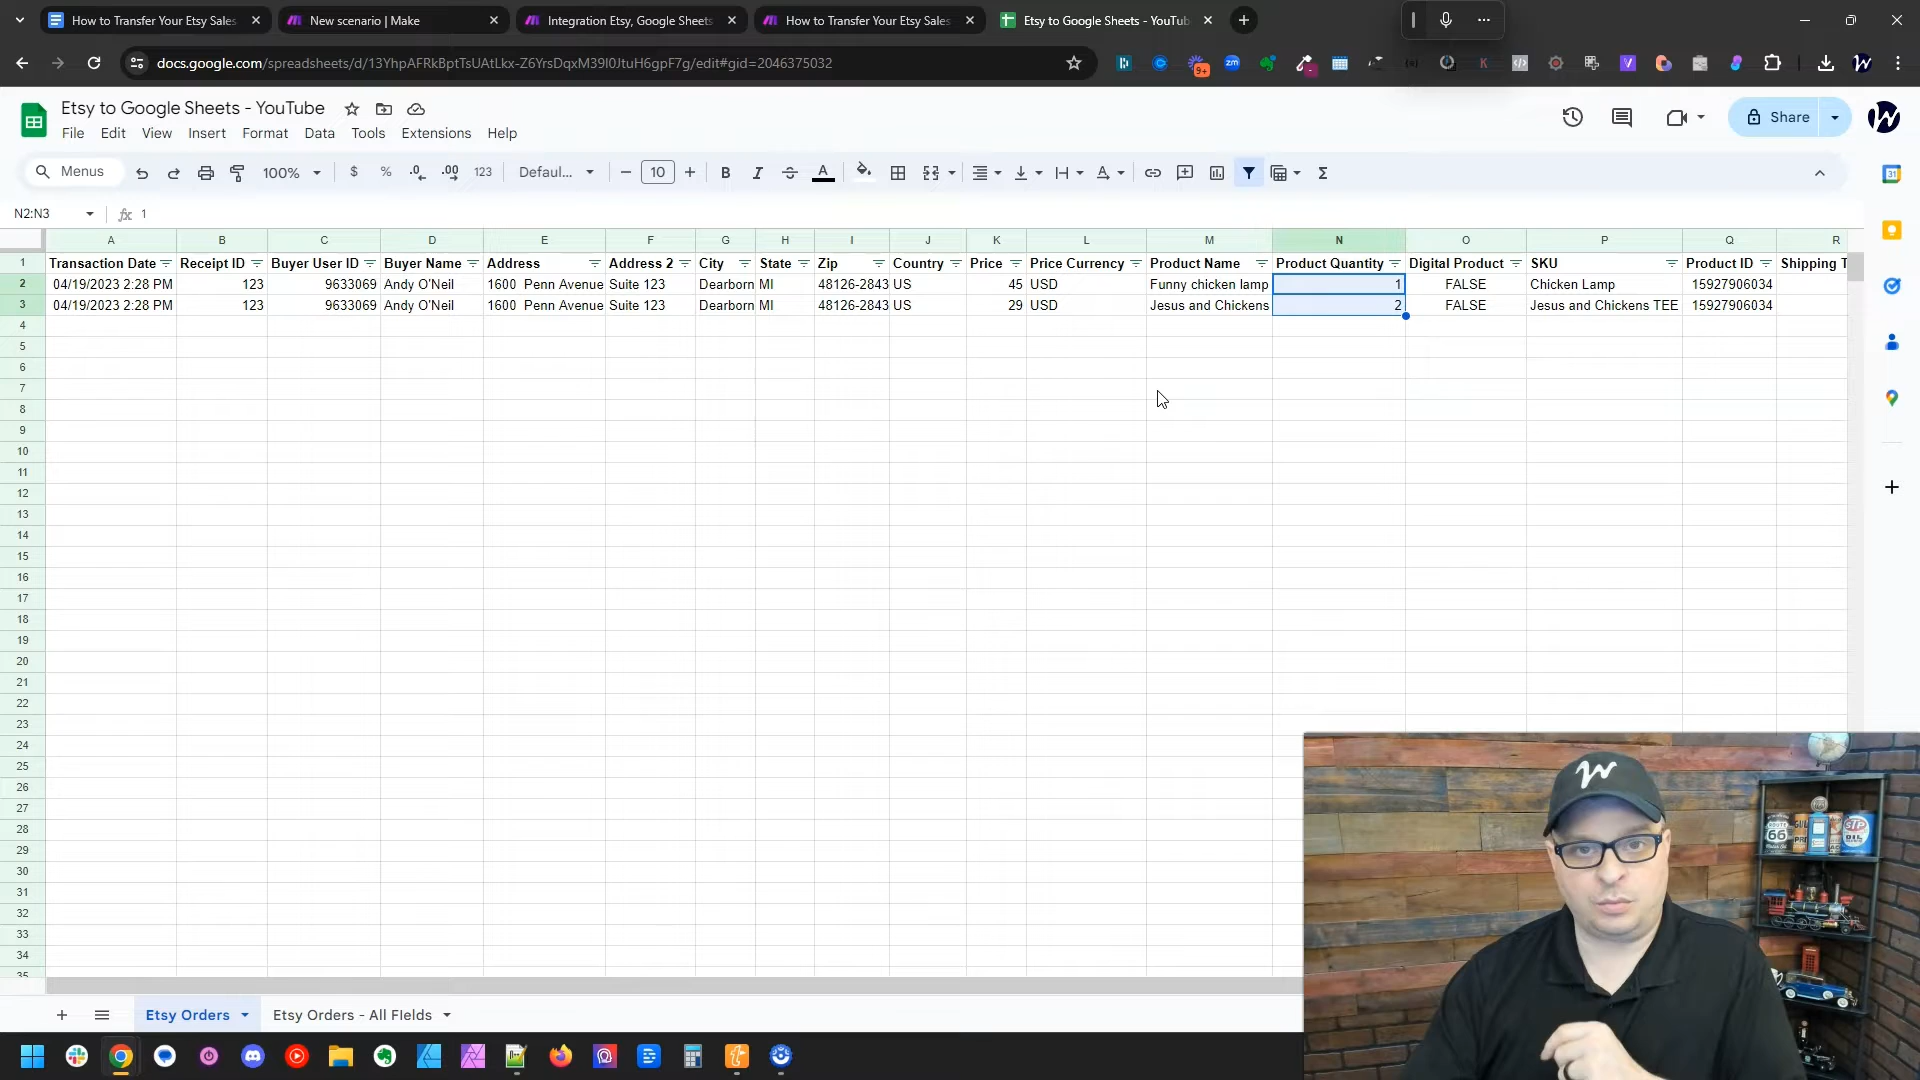 How to Transfer Your Etsy Sales
New scenario | Make
Integration Etsy, Google Sheets
How to Transfer Your Etsy Sales
Etsy to Google Sheets - YouTub
docs.google.com/spreadsheets/d/13YhpAFRkBptTsUAtLkx-Z6YrsDqxM39I0JtuH6gpF7g/edit#gid=2046375032
9+
Etsy to Google Sheets - YouTube
File Edit View Insert Format Data Tools Extensions Help
Share
Menus 100% $ % .0 .00 123 Defaul... 10 B I A
N2:N3 fx 1
A B C D E F G H I J K L M N O P Q R
1 Transaction Date Receipt ID Buyer User ID Buyer Name Address Address 2 City State Zip Country Price Price Currency Product Name Product Quantity Digital Product SKU Product ID Shipping T
2 04/19/2023 2:28 PM 123 9633069 Andy O'Neil 1600 Penn Avenue Suite 123 Dearborn MI 48126-2843 US 45 USD Funny chicken lamp 1 FALSE Chicken Lamp 15927906034
3 04/19/2023 2:28 PM 123 9633069 Andy O'Neil 1600 Penn Avenue Suite 123 Dearborn MI 48126-2843 US 29 USD Jesus and Chickens 2 FALSE Jesus and Chickens TEE 15927906034
4
5
6
7
8
9
10
11
12
13
14
15
16
17
18
19
20
21
22
23
24
25
26
27
28
29
30
31
32
33
34
35
ROUTE 66
STP
OIL
Etsy Orders
Etsy Orders - All FIelds